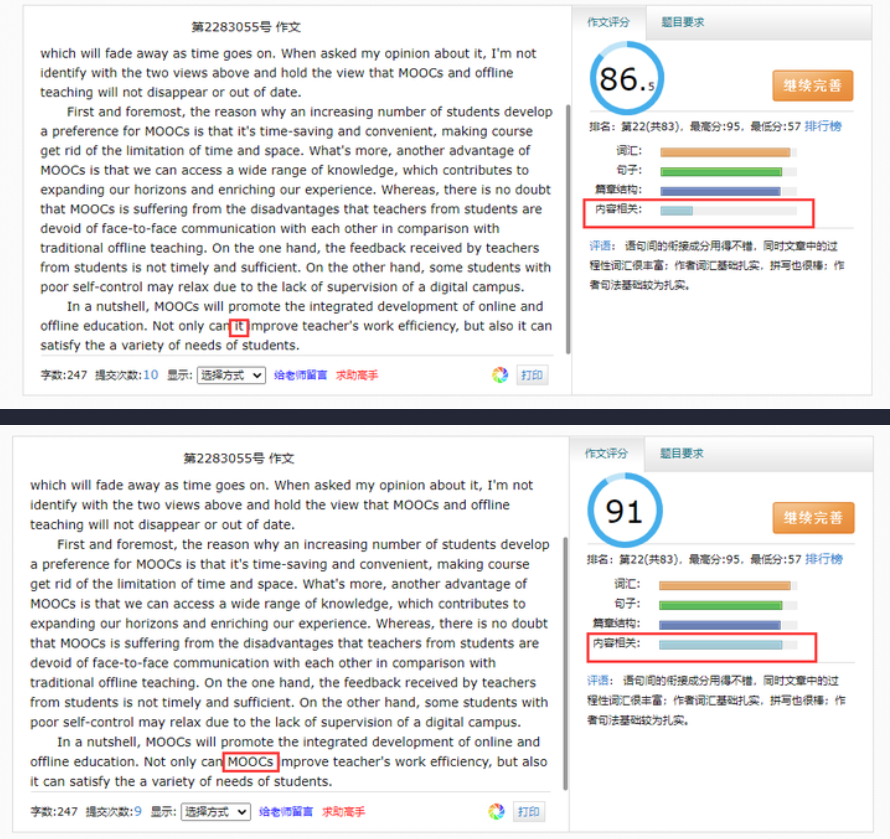 第2283055号 作文
which will fade away as time goes on. When asked my opinion about it, I'm not
identify with the two views above and hold the view that MOOCs and offline
teaching will not disappear or out of date.
First and foremost, the reason why an increasing number of students develop
a preference for MOOCs is that it's time-saving and convenient, making course
get rid of the limitation of time and space. What's more, another advantage of
MOOCs is that we can access a wide range of knowledge, which contributes to
expanding our horizons and enriching our experience. Whereas, there is no doubt
that MOOCs is suffering from the disadvantages that teachers from students are
devoid of face-to-face communication with each other in comparison with
traditional offline teaching. On the one hand, the feedback received by teachers
from students is not timely and sufficient. On the other hand, some students with
poor self-control may relax due to the lack of supervision of a digital campus.
In a nutshell, MOOCs will promote the integrated development of online and
offline education. Not only can it improve teacher's work efficiency, but also it can
satisfy the a variety of needs of students.
字数:247 提交次数:10 显示: 选择方式 给老师留言 求助高手
打印
作文评分 题目要求
86.5
继续完善
排名: 第22(共83), 最高分:95, 最低分:57 排行榜
词汇:
句子:
篇章结构:
内容相关:
评语: 语句间的衔接成分用得不错, 同时文章中的过
程性词汇很丰富; 作者词汇基础扎实, 拼写也很棒; 作
者句法基础较为扎实。
第2283055号 作文
which will fade away as time goes on. When asked my opinion about it, I'm not
identify with the two views above and hold the view that MOOCs and offline
teaching will not disappear or out of date.
First and foremost, the reason why an increasing number of students develop
a preference for MOOCs is that it's time-saving and convenient, making course
get rid of the limitation of time and space. What's more, another advantage of
MOOCs is that we can access a wide range of knowledge, which contributes to
expanding our horizons and enriching our experience. Whereas, there is no doubt
that MOOCs is suffering from the disadvantages that teachers from students are
devoid of face-to-face communication with each other in comparison with
traditional offline teaching. On the one hand, the feedback received by teachers
from students is not timely and sufficient. On the other hand, some students with
poor self-control may relax due to the lack of supervision of a digital campus.
In a nutshell, MOOCs will promote the integrated development of online and
offline education. Not only can MOOCs improve teacher's work efficiency, but also
it can satisfy the a variety of needs of students.
字数:247 提交次数:9 显示: 选择方式 给老师留言 求助高手
打印
作文评分 题目要求
91
继续完善
排名: 第22(共83), 最高分:95, 最低分:57 排行榜
词汇:
句子:
篇章结构:
内容相关:
评语: 语句间的衔接成分用得不错, 同时文章中的过
程性词汇很丰富; 作者词汇基础扎实, 拼写也很棒; 作
者句法基础较为扎实。